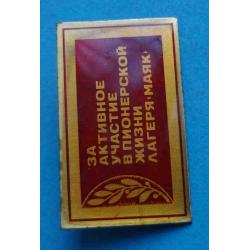 ЗА
АКТИВНОЕ
УЧАСТИЕ
В ПИОНЕРСКОЙ
ЖИЗНИ
ЛАГЕРЯ·МАЯК·